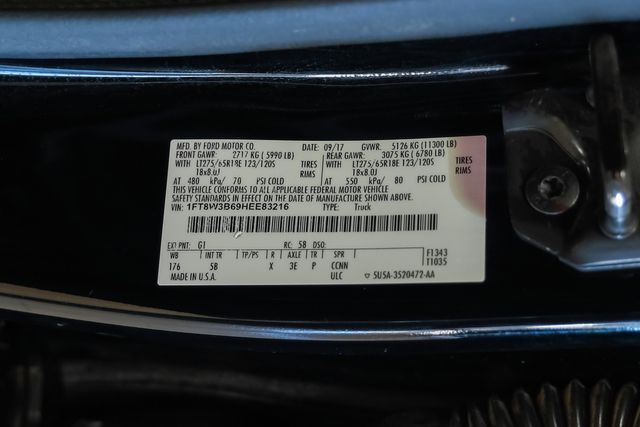 MFD. BY FORD MOTOR CO. DATE: 09/17 GVWR. 5126 KG (11300 LB)
FRONT GAWR: 2717 KG (5990 LB) REAR GAWR: 3075 KG (6780 LB)
WITH LT275/65R18E 123/120S TIRES WITH LT275/65R18E 123/120S TIRES
18x8.0J RIMS 18x8.0J RIMS
AT 480 kPa/ 70 PSI COLD AT 550 kPa/ 80 PSI COLD
THIS VEHICLE CONFORMS TO ALL APPLICABLE FEDERAL MOTOR VEHICLE
SAFETY STANDARDS IN EFFECT ON THE DATE OF MANUFACTURE SHOWN ABOVE.
VIN: 1FT8W3B69HEE83216 TYPE: Truck
EXT PNT: G1 RC: 58 DSO: F1343
WB INT TR TP/PS R AXLE TR SPR T1035
176 5B X 3E P CCNN
MADE IN U.S.A. ULC ▽ 5U5A-3520472-AA